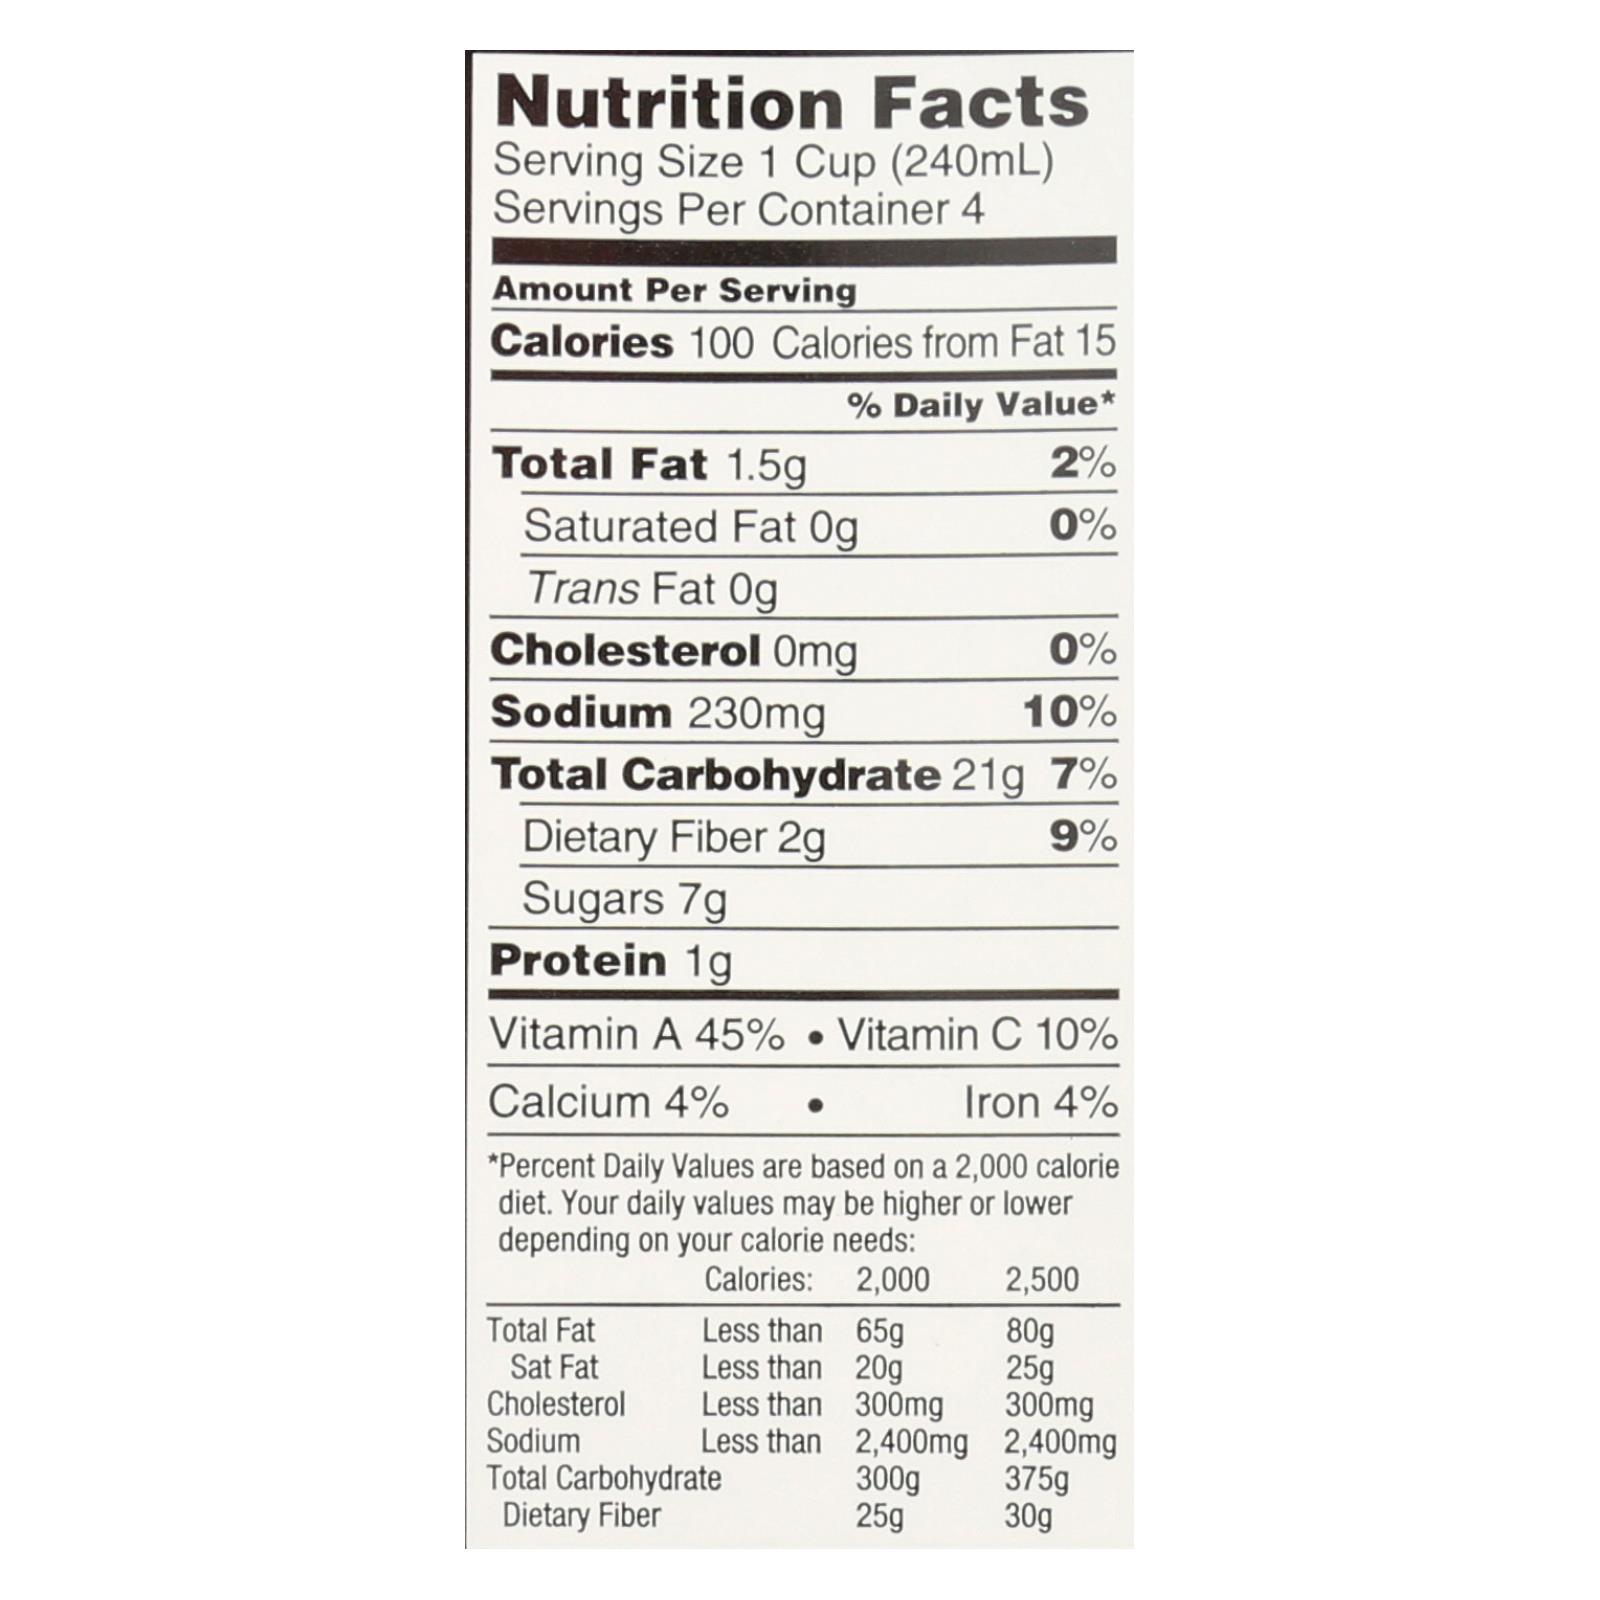 Nutrition Facts
Serving Size 1 Cup (240mL)
Servings Per Container 4
Amount Per Serving
Calories 100 Calories from Fat 15
% Daily Value*
Total Fat 1.5g 2%
Saturated Fat 0g 0%
Trans Fat 0g
Cholesterol 0mg 0%
Sodium 230mg 10%
Total Carbohydrate 21g 7%
Dietary Fiber 2g 9%
Sugars 7g
Protein 1g
Vitamin A 45% • Vitamin C 10%
Calcium 4% • Iron 4%
*Percent Daily Values are based on a 2,000 calorie
diet. Your daily values may be higher or lower
depending on your calorie needs:
Calories: 2,000 2,500
Total Fat Less than 65g 80g
Sat Fat Less than 20g 25g
Cholesterol Less than 300mg 300mg
Sodium Less than 2,400mg 2,400mg
Total Carbohydrate 300g 375g
Dietary Fiber 25g 30g